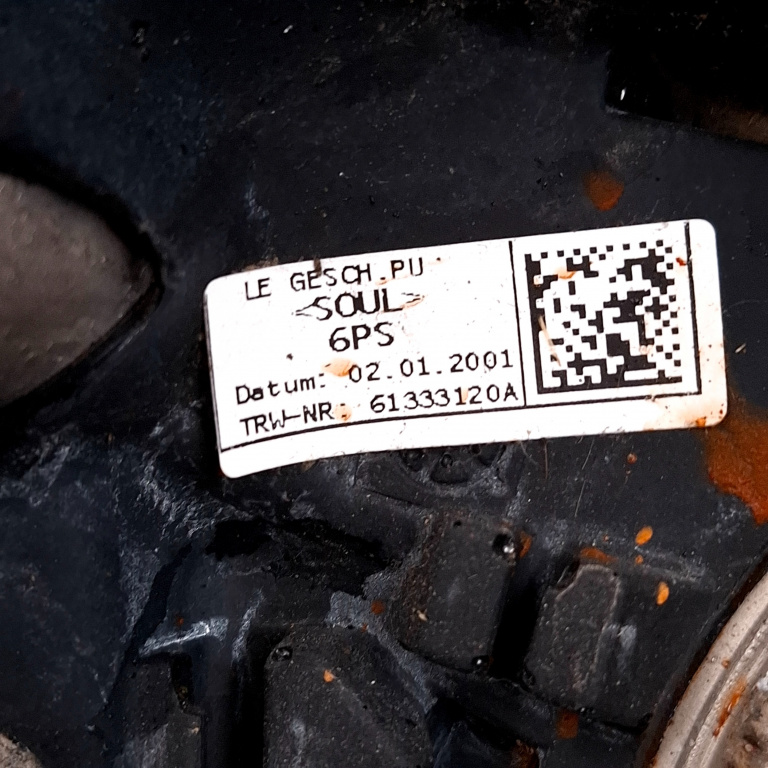 LE GESCH.PU
<SOUL>
6PS
Datum: 02.01.2001
TRW-NR: 61333120A